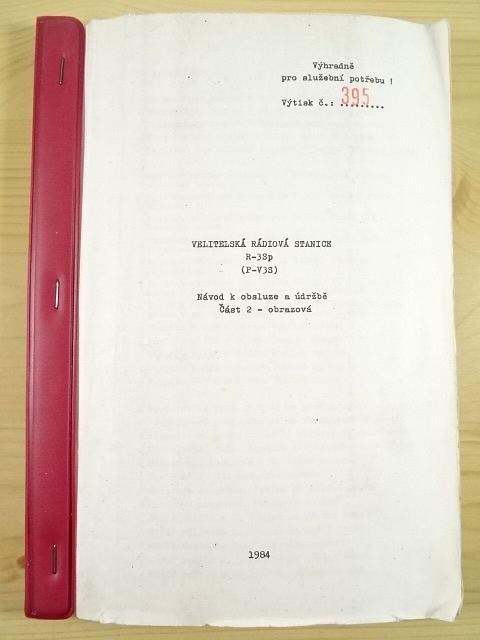 Výhradně
pro služební potřebu !
Výtisk č.: 395
VELITELSKÁ RÁDIOVÁ STANICE
R-3Sp
(P-V3S)
Návod k obsluze a údržbě
Část 2 - obrazová
1984